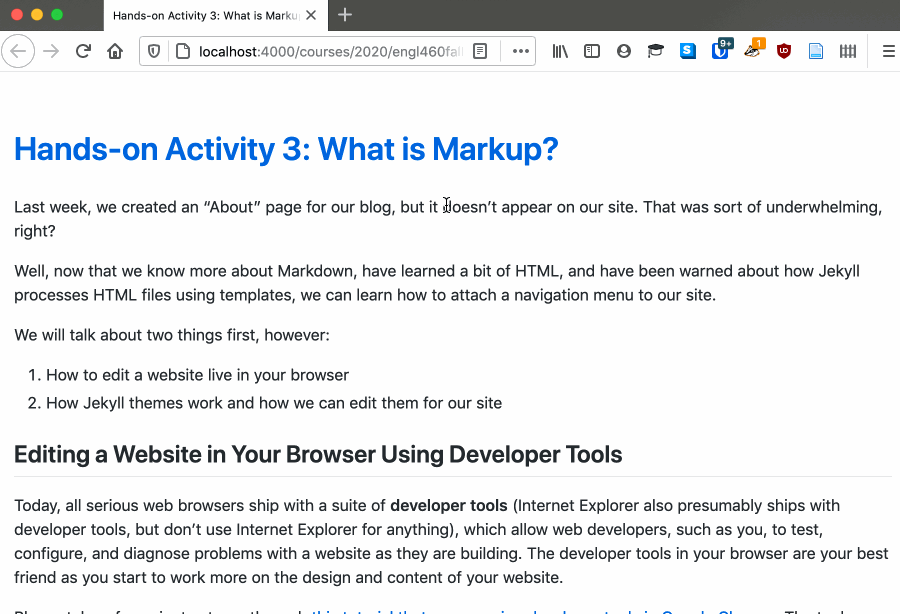 Hands-on Activity 3: What is Marku
localhost:4000/courses/2020/engl460fal
9+
1
Hands-on Activity 3: What is Markup?
Last week, we created an “About” page for our blog, but it doesn’t appear on our site. That was sort of underwhelming,
right?
Well, now that we know more about Markdown, have learned a bit of HTML, and have been warned about how Jekyll
processes HTML files using templates, we can learn how to attach a navigation menu to our site.
We will talk about two things first, however:
1. How to edit a website live in your browser
2. How Jekyll themes work and how we can edit them for our site
Editing a Website in Your Browser Using Developer Tools
Today, all serious web browsers ship with a suite of developer tools (Internet Explorer also presumably ships with
developer tools, but don’t use Internet Explorer for anything), which allow web developers, such as you, to test,
configure, and diagnose problems with a website as they are building. The developer tools in your browser are your best
friend as you start to work more on the design and content of your website.